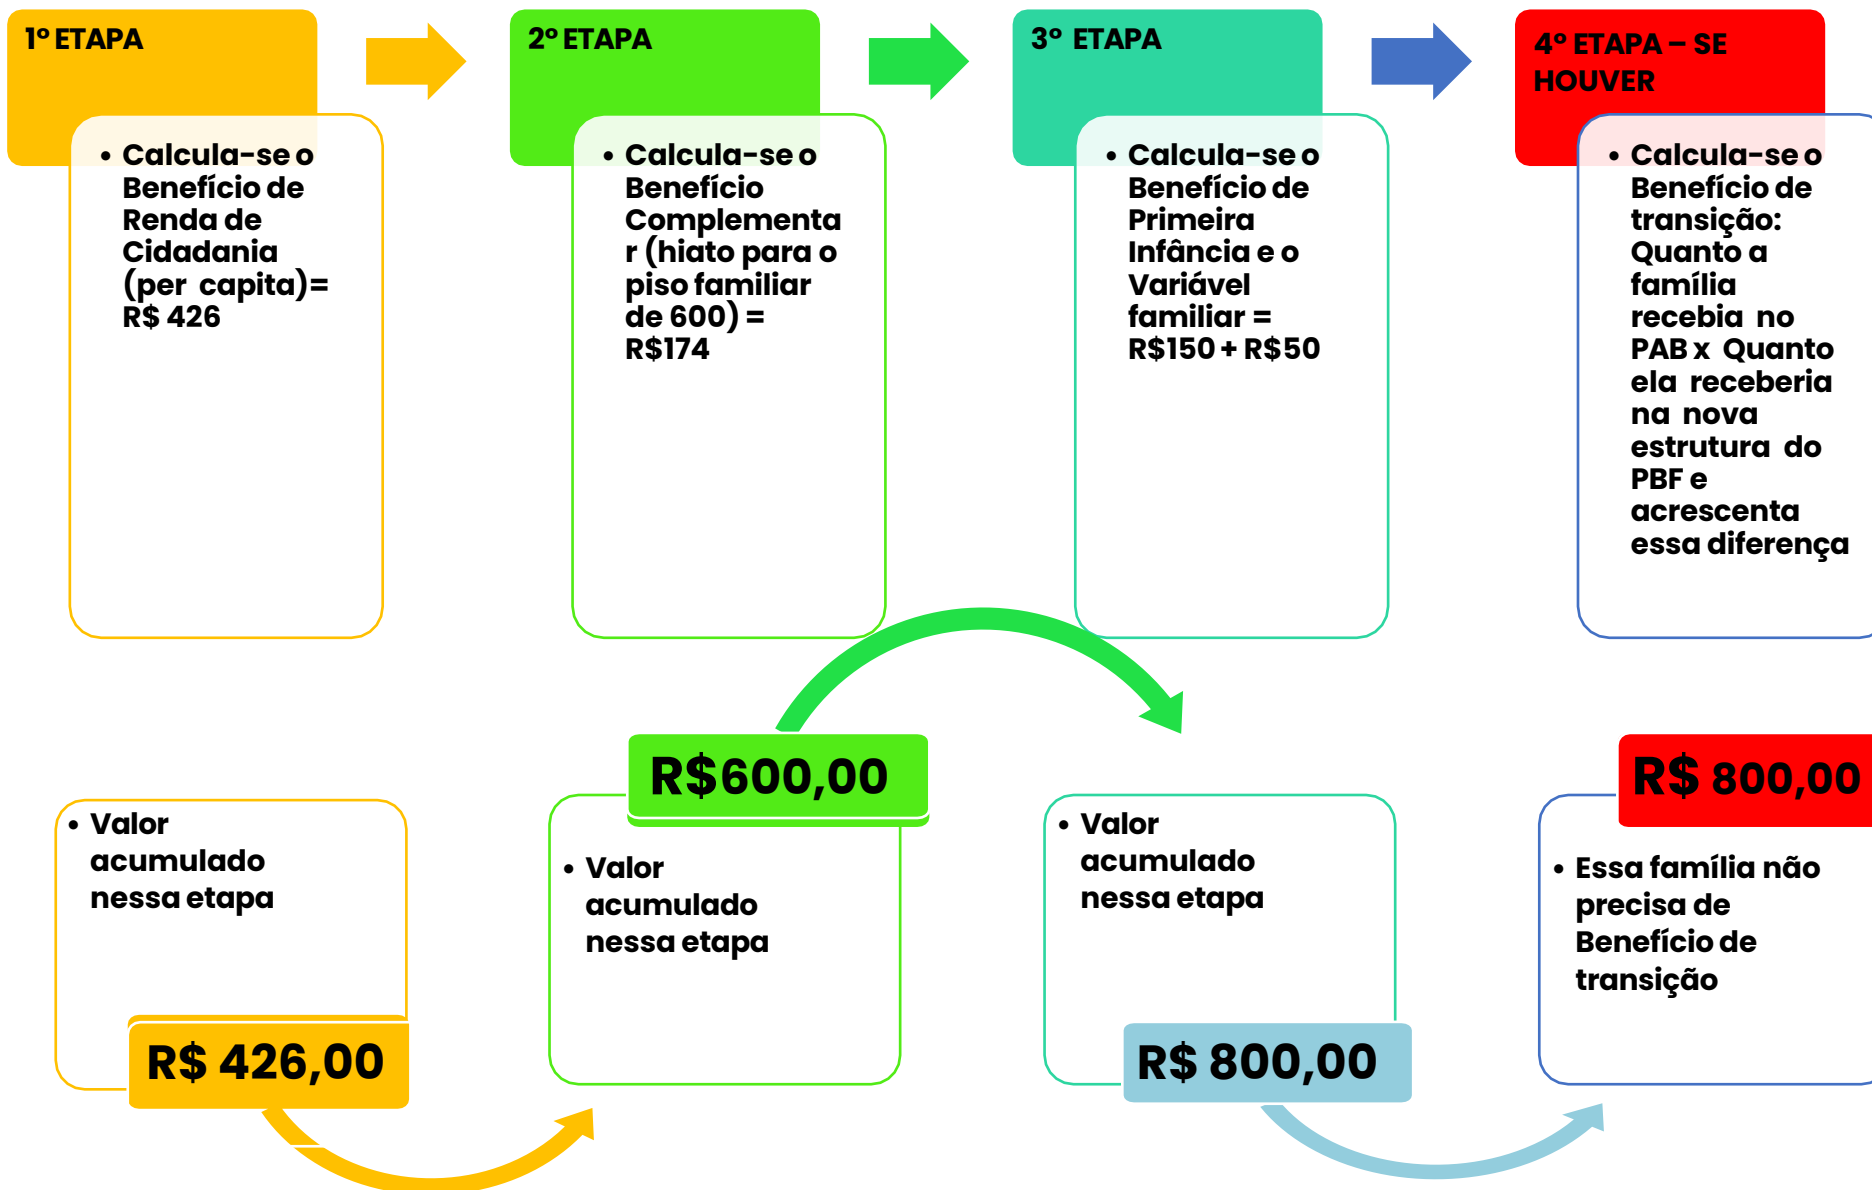 1º ETAPA
• Calcula-se o
Benefício de
Renda de
Cidadania
(per capita)=
R$ 426
2º ETAPA
• Calcula-se o
Benefício
Complementa
r (hiato para o
piso familiar
de 600) =
R$174
3º ETAPA
• Calcula-se o
Benefício de
Primeira
Infância e o
Variável
familiar =
R$150 + R$50
4º ETAPA – SE
HOUVER
• Calcula-se o
Benefício de
transição:
Quanto a
família
recebia no
PAB x Quanto
ela receberia
na nova
estrutura do
PBF e
acrescenta
essa diferença
• Valor
acumulado
nessa etapa
R$ 426,00
R$600,00
• Valor
acumulado
nessa etapa
• Valor
acumulado
nessa etapa
R$ 800,00
R$ 800,00
• Essa família não
precisa de
Benefício de
transição